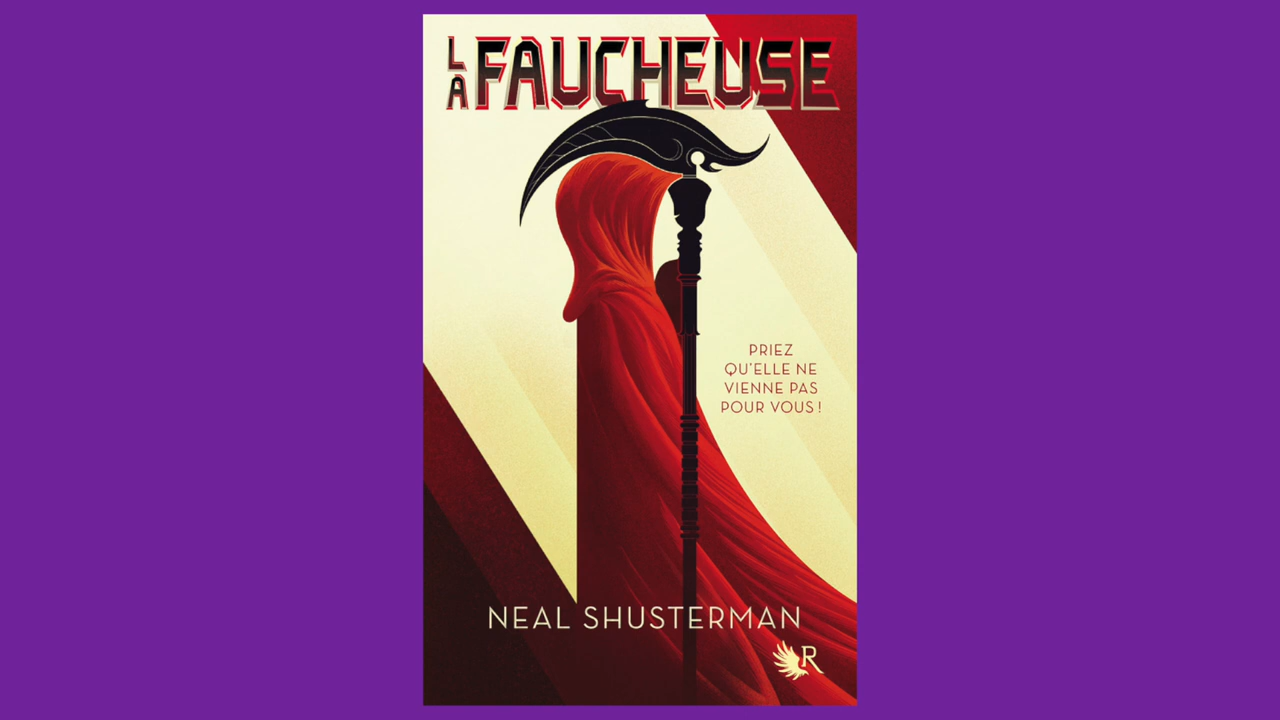 LA FAUCHEUSE
PRIEZ
QU'ELLE NE
VIENNE PAS
POUR VOUS !
NEAL SHUSTERMAN
R